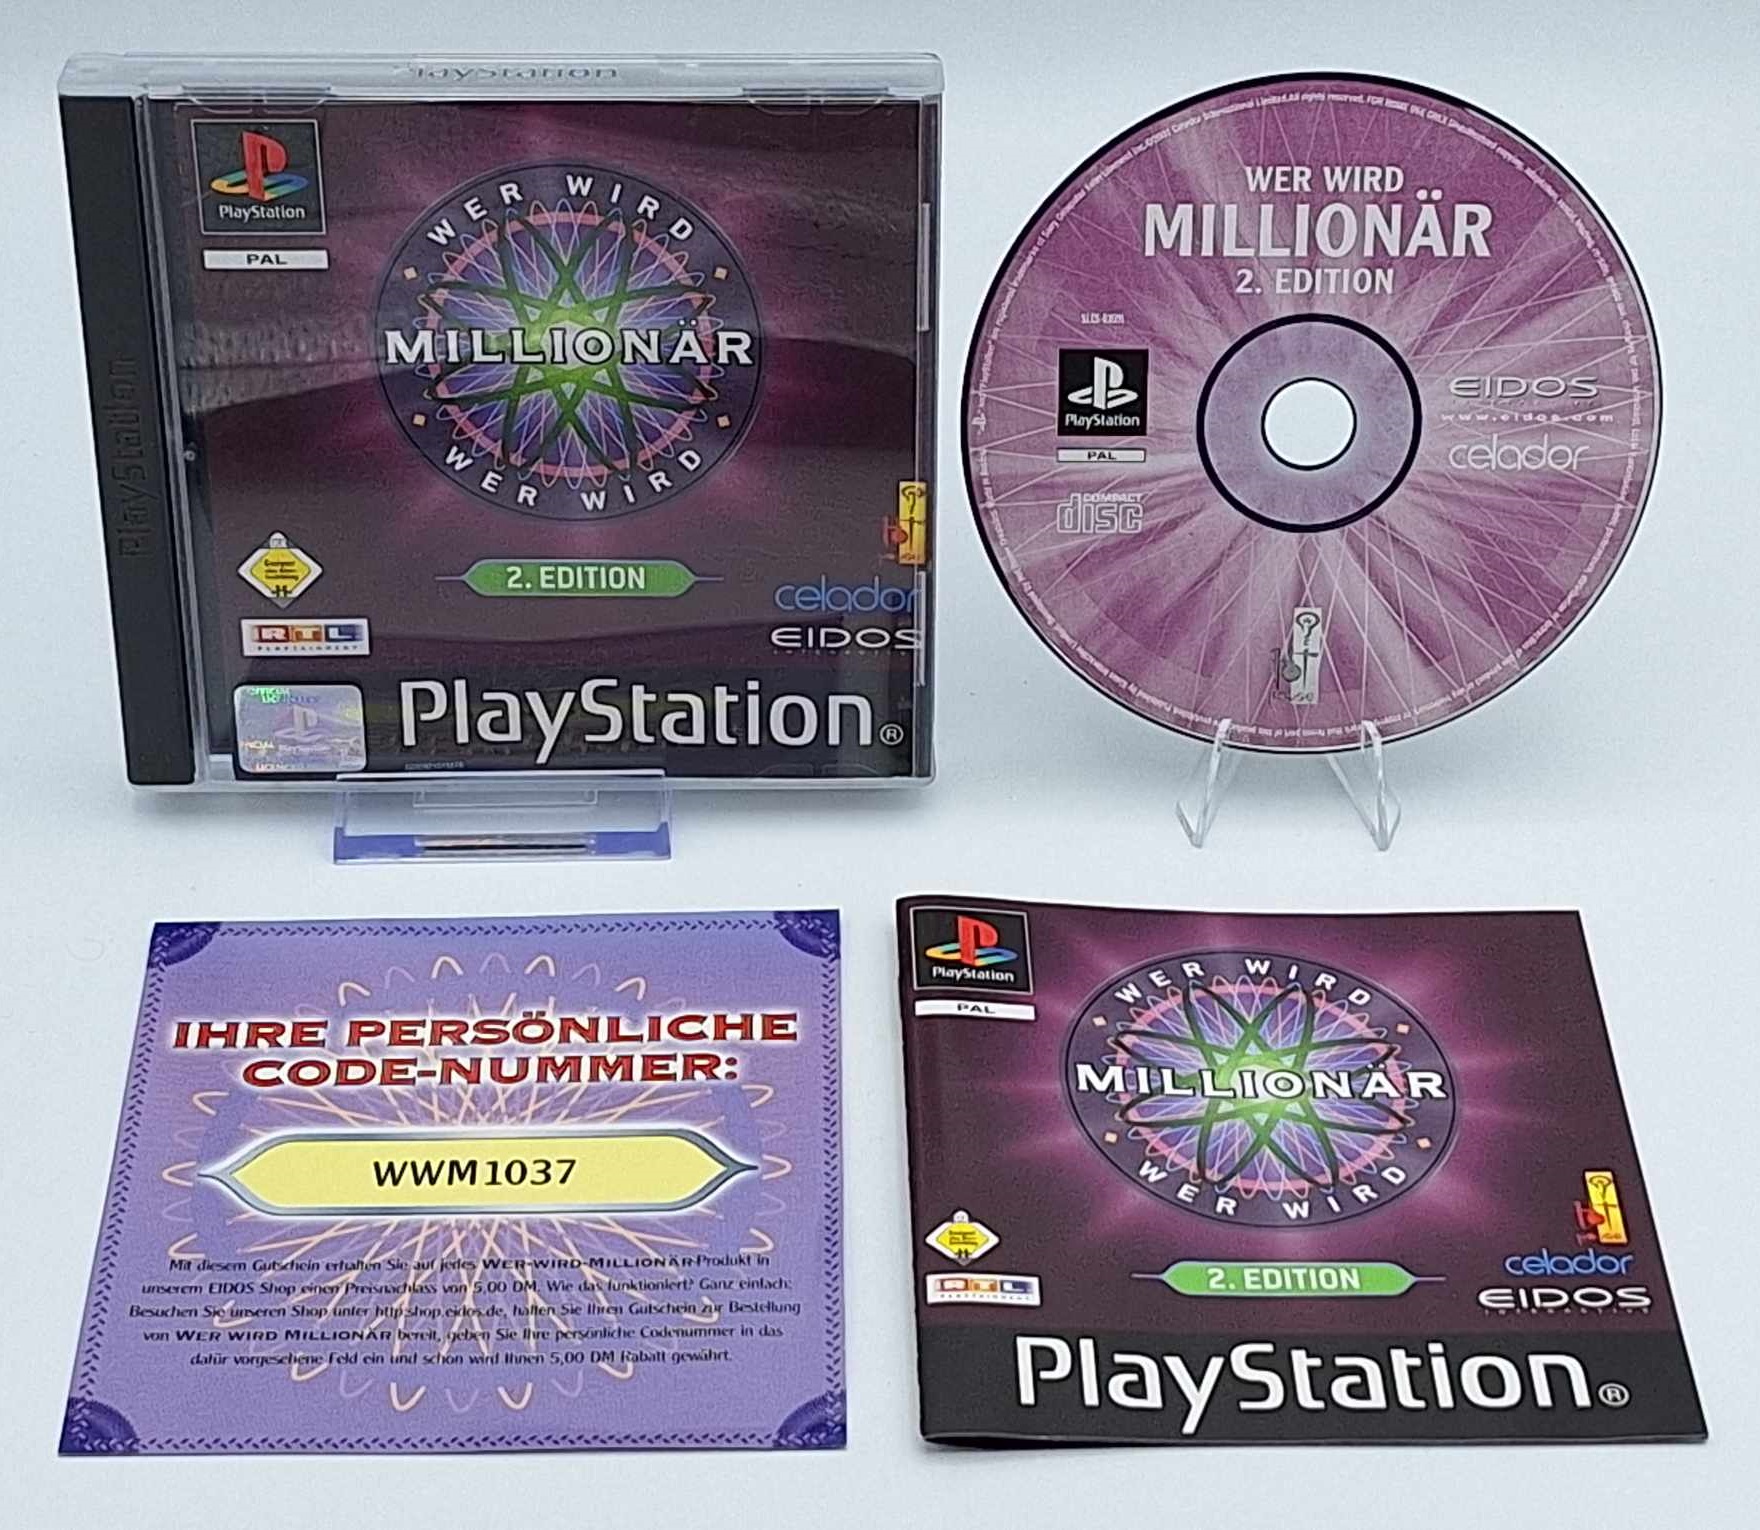 PlayStation
PlayStation
PlayStation
PAL
WER WIRD
MILLIONÄR
WER WIRD
2. EDITION
celador
EIDOS
RTL
PLAYTAINMENT
PlayStation®
WER WIRD
MILLIONÄR
2. EDITION
PlayStation
PAL
COMPACT
disc
EIDOS
www.eidos.com
celador
IHRE PERSÖNLICHE
CODE-NUMMER:
WWM1037
Mit diesem Gutschein erhalten Sie auf jedes WER-WIRD-MILLIONÄR-Produkt in
unserem EIDOS Shop einen Preisnachlass von 5,00 DM. Wie das funktioniert? Ganz einfach:
Besuchen Sie unseren Shop unter http:shop.eidos.de, halten Sie Ihren Gutschein zur Bestellung
von WER WIRD MILLIONÄR bereit, geben Sie Ihre persönliche Codenummer in das
dafür vorgesehene Feld ein und schon wird Ihnen 5,00 DM Rabatt gewährt.
PlayStation
PAL
WER WIRD
MILLIONÄR
WER WIRD
2. EDITION
celador
EIDOS
RTL
PLAYTAINMENT
PlayStation®